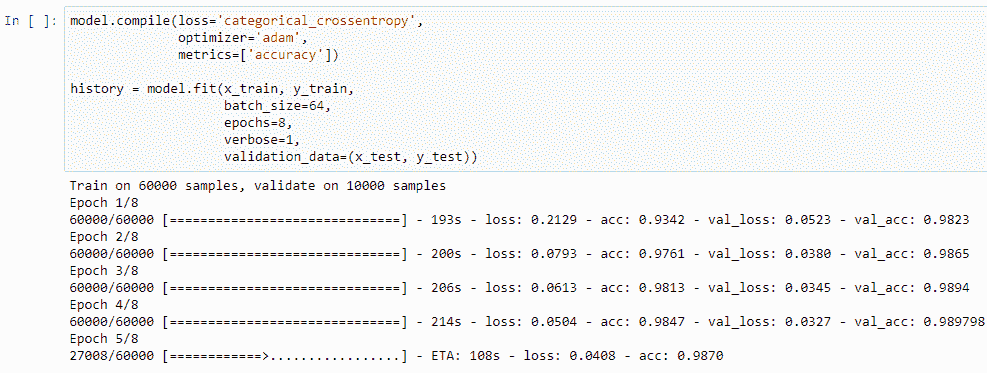 In [ ]: model.compile(loss='categorical_crossentropy',
              optimizer='adam',
              metrics=['accuracy'])

history = model.fit(x_train, y_train,
                    batch_size=64,
                    epochs=8,
                    verbose=1,
                    validation_data=(x_test, y_test))
Train on 60000 samples, validate on 10000 samples
Epoch 1/8
60000/60000 [==============================] - 193s - loss: 0.2129 - acc: 0.9342 - val_loss: 0.0523 - val_acc: 0.9823
Epoch 2/8
60000/60000 [==============================] - 200s - loss: 0.0793 - acc: 0.9761 - val_loss: 0.0380 - val_acc: 0.9865
Epoch 3/8
60000/60000 [==============================] - 206s - loss: 0.0613 - acc: 0.9813 - val_loss: 0.0345 - val_acc: 0.9894
Epoch 4/8
60000/60000 [==============================] - 214s - loss: 0.0504 - acc: 0.9847 - val_loss: 0.0327 - val_acc: 0.989798
Epoch 5/8
27008/60000 [============>.................] - ETA: 108s - loss: 0.0408 - acc: 0.9870